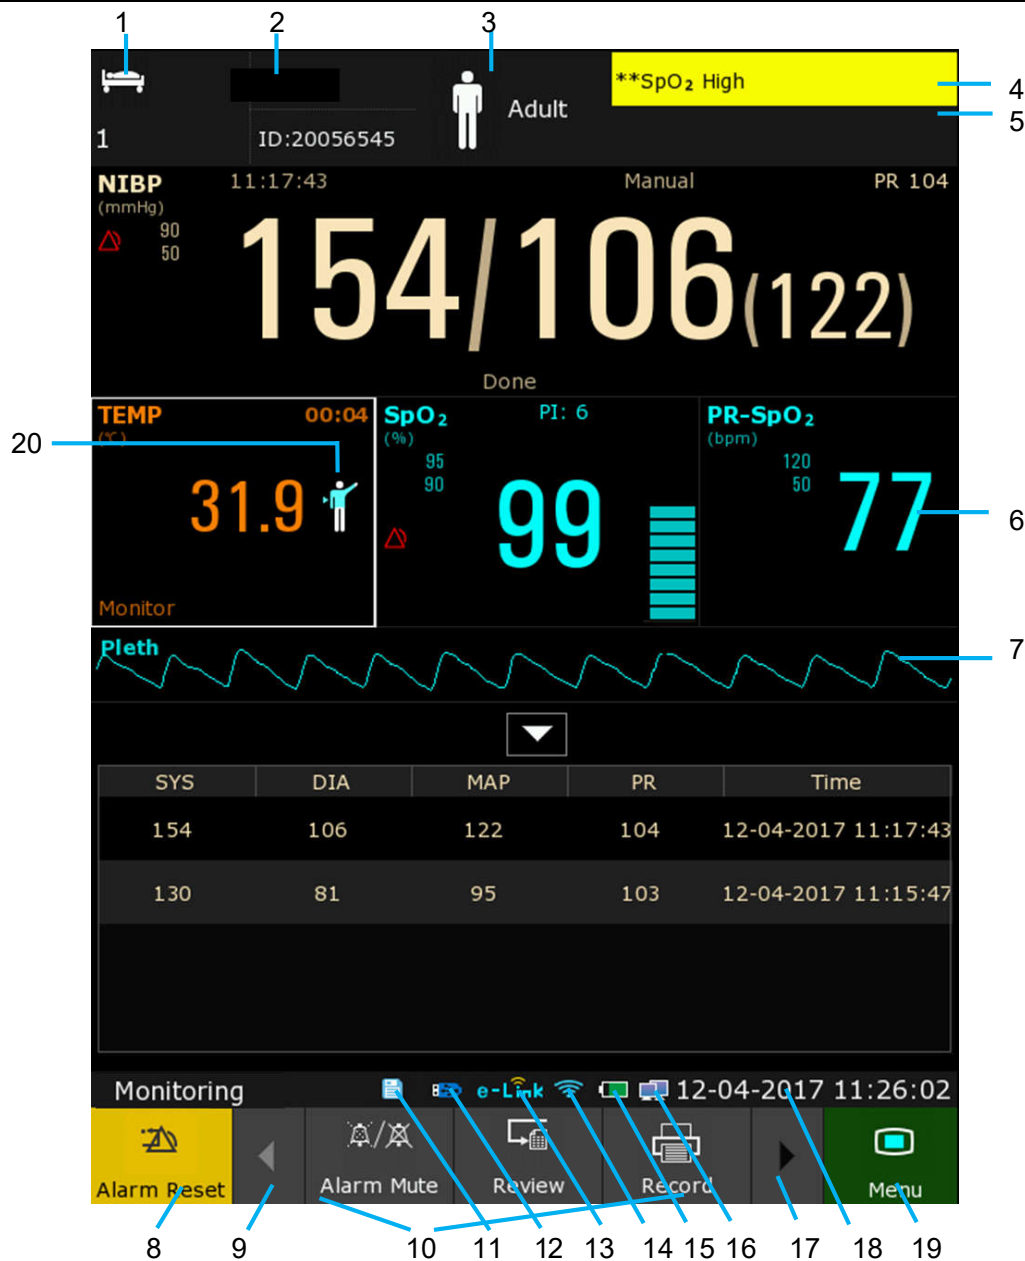 1 2 3
**SpO₂ High 4
5
Adult
1 ID:20056545
NIBP 11:17:43 Manual PR 104
(mmHg)
90
50
154/106(122)
Done
TEMP 00:04 SpO₂ PI: 6 PR-SpO₂
20 (℃) (%) (bpm)
95 120
90 50
31.9 99 77 6
Monitor
Pleth 7
SYS DIA MAP PR Time
154 106 122 104 12-04-2017 11:17:43
130 81 95 103 12-04-2017 11:15:47
Monitoring e-Link 12-04-2017 11:26:02
Alarm Reset Alarm Mute Review Record Menu
8 9 10 11 12 13 14 15 16 17 18 19